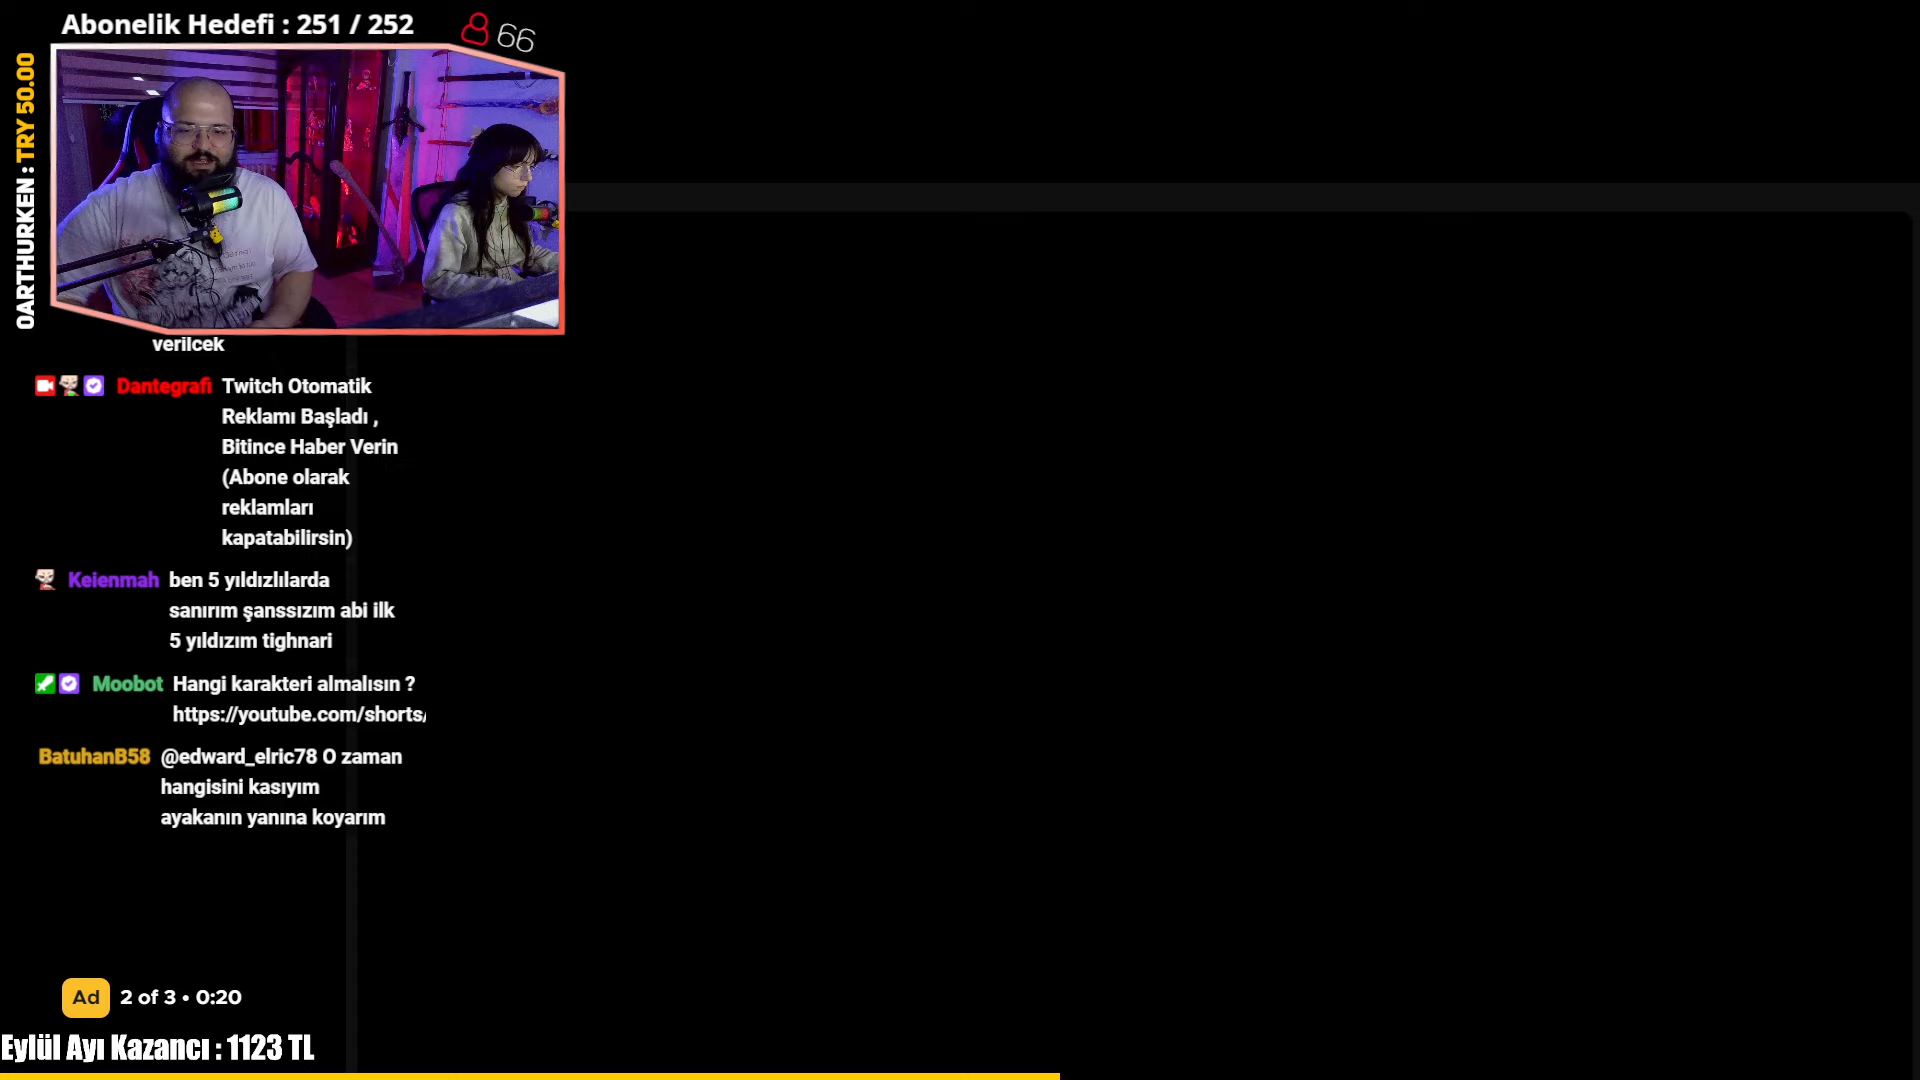 Abonelik Hedefi : 251 / 252
66
0ARTHURKEN : TRY 50.00
verilcek
Dantegrafi Twitch Otomatik
Reklamı Başladı ,
Bitince Haber Verin
(Abone olarak
reklamları
kapatabilirsin)
Keienmah ben 5 yıldızlılarda
sanırım şanssızım abi ilk
5 yıldızım tighnari
Moobot Hangi karakteri almalısın ?
https://youtube.com/shorts/
BatuhanB58 @edward_elric78 O zaman
hangisini kasıyım
ayakanın yanına koyarım
Ad 2 of 3 • 0:20
Eylül Ayı Kazancı : 1123 TL